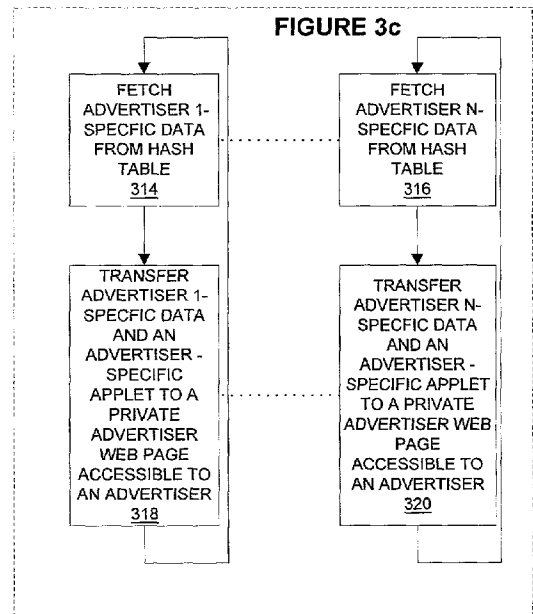 FIGURE 3c
FETCH
ADVERTISER 1-
SPECFIC DATA
FROM HASH
TABLE
314
FETCH
ADVERTISER N-
SPECFIC DATA
FROM HASH
TABLE
316
TRANSFER
ADVERTISER 1-
SPECFIC DATA
AND AN
ADVERTISER -
SPECIFIC
APPLET TO A
PRIVATE
ADVERTISER
WEB PAGE
ACCESSIBLE TO
AN ADVERTISER
318
TRANSFER
ADVERTISER N-
SPECFIC DATA
AND AN
ADVERTISER -
SPECIFIC APPLET
TO A PRIVATE
ADVERTISER WEB
PAGE
ACCESSIBLE TO
AN ADVERTISER
320